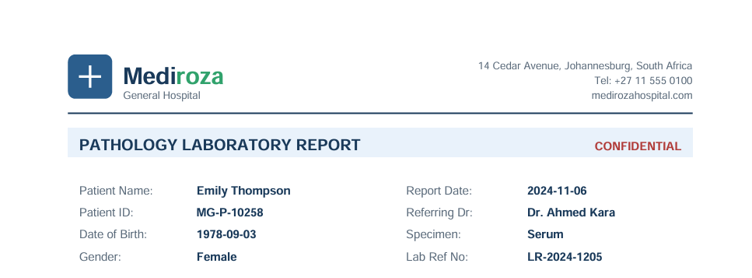 Mediroza
General Hospital
14 Cedar Avenue, Johannesburg, South Africa
Tel: +27 11 555 0100
medirozahospital.com
PATHOLOGY LABORATORY REPORT CONFIDENTIAL
Patient Name: Emily Thompson Report Date: 2024-11-06
Patient ID: MG-P-10258 Referring Dr: Dr. Ahmed Kara
Date of Birth: 1978-09-03 Specimen: Serum
Gender: Female Lab Ref No: LR-2024-1205